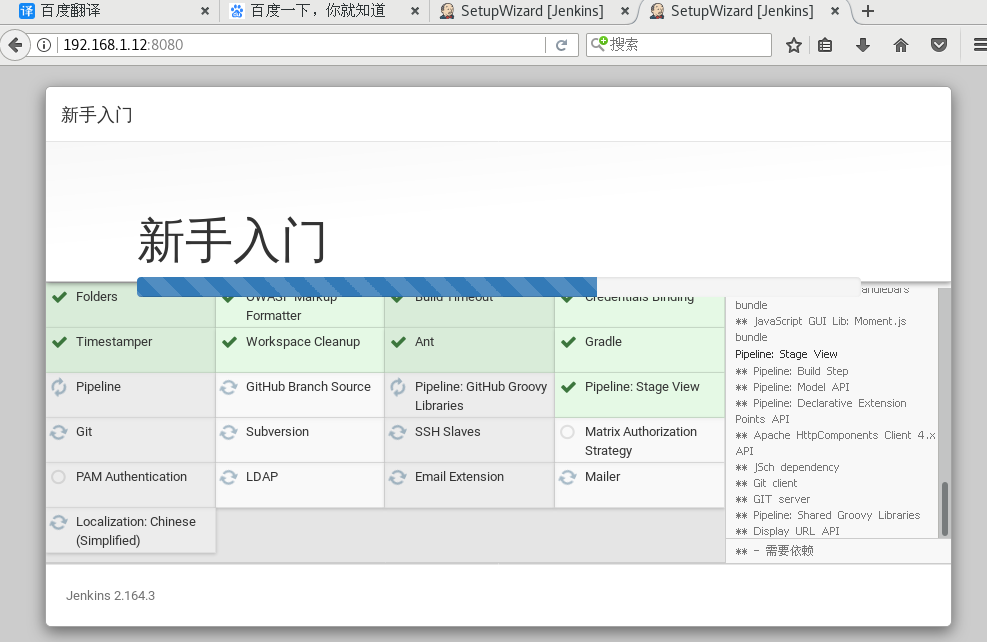 百度翻译
百度一下，你就知道
SetupWizard [Jenkins]
SetupWizard [Jenkins]
192.168.1.12:8080
搜索
新手入门
新手入门
Folders
OWASP Markup
Formatter
Build Timeout
Credentials Binding
Timestamper
Workspace Cleanup
Ant
Gradle
Pipeline
GitHub Branch Source
Pipeline: GitHub Groovy
Libraries
Pipeline: Stage View
Git
Subversion
SSH Slaves
Matrix Authorization
Strategy
PAM Authentication
LDAP
Email Extension
Mailer
Localization: Chinese
(Simplified)
andlebars
bundle
** JavaScript GUI Lib: Moment.js
bundle
Pipeline: Stage View
** Pipeline: Build Step
** Pipeline: Model API
** Pipeline: Declarative Extension
Points API
** Apache HttpComponents Client 4.x
API
** JSch dependency
** Git client
** GIT server
** Pipeline: Shared Groovy Libraries
** Display URL API
** - 需要依赖
Jenkins 2.164.3